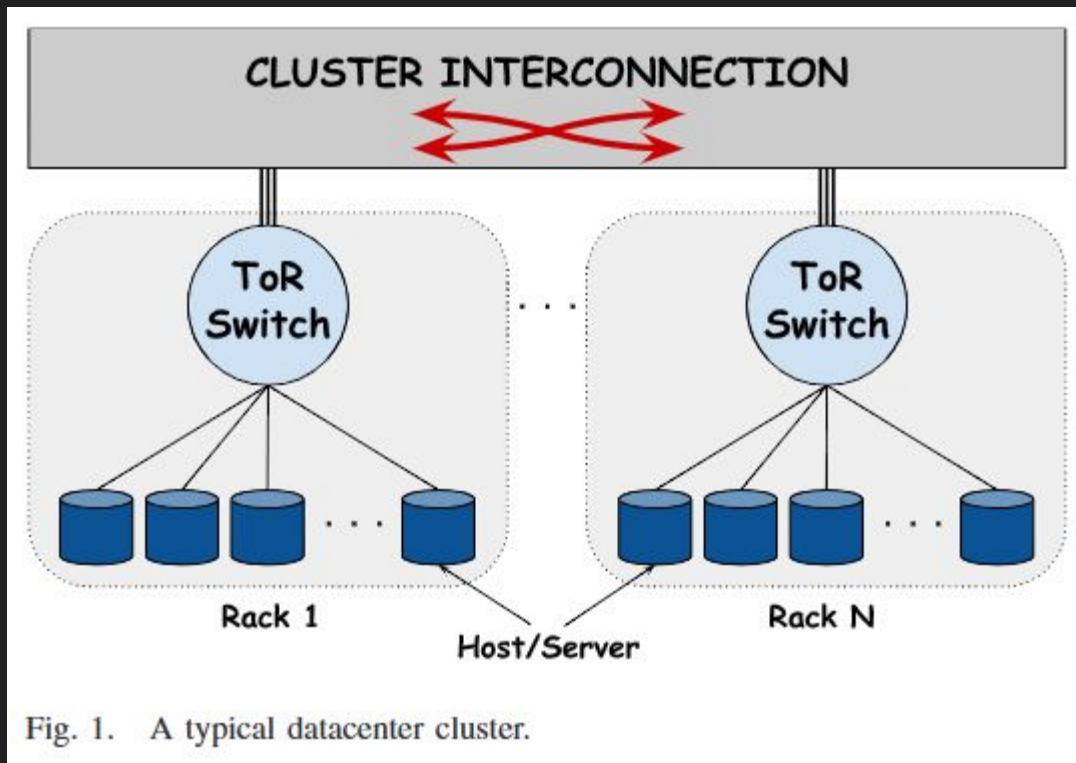 CLUSTER INTERCONNECTION
ToR
Switch
. . .
ToR
Switch
. . .
. . .
Rack 1
Rack N
Host/Server
Fig. 1. A typical datacenter cluster.